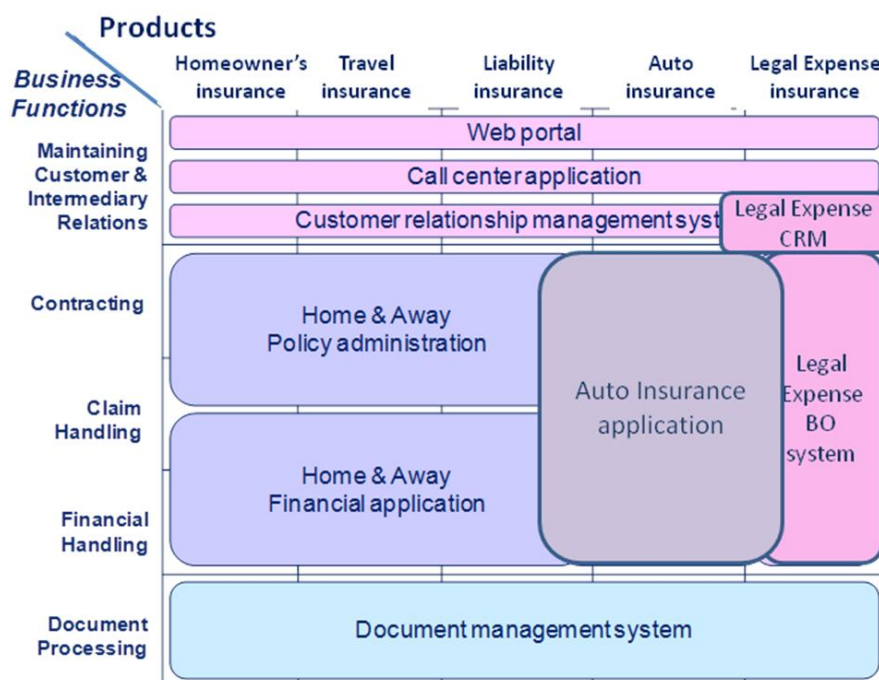 Products
Business
Functions
Homeowner's
insurance
Travel
insurance
Liability
insurance
Auto
insurance
Legal Expense
insurance
Maintaining
Customer &
Intermediary
Relations
Web portal
Call center application
Customer relationship management syst
Legal Expense
CRM
Contracting
Home & Away
Policy administration
Claim
Handling
Auto Insurance
application
Legal
Expense
BO
system
Home & Away
Financial application
Financial
Handling
Document
Processing
Document management system